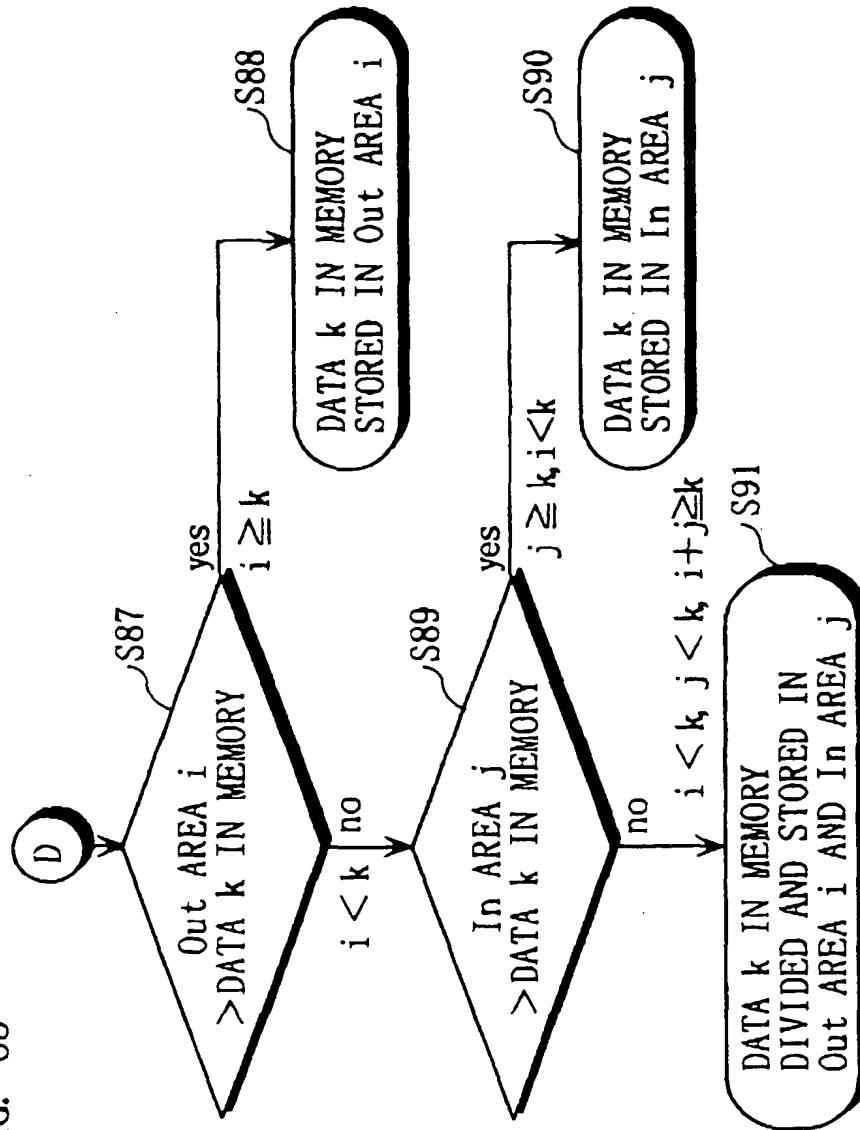 D
Out AREA i
>DATA k IN MEMORY
S87
yes
i ≧ k
DATA k IN MEMORY
STORED IN Out AREA i
S88
no
i < k
In AREA j
>DATA k IN MEMORY
S89
yes
j ≧ k, i < k
DATA k IN MEMORY
STORED IN In AREA j
S90
no
i < k, j < k, i+j≧k
DATA k IN MEMORY
DIVIDED AND STORED IN
Out AREA i AND In AREA j
S91